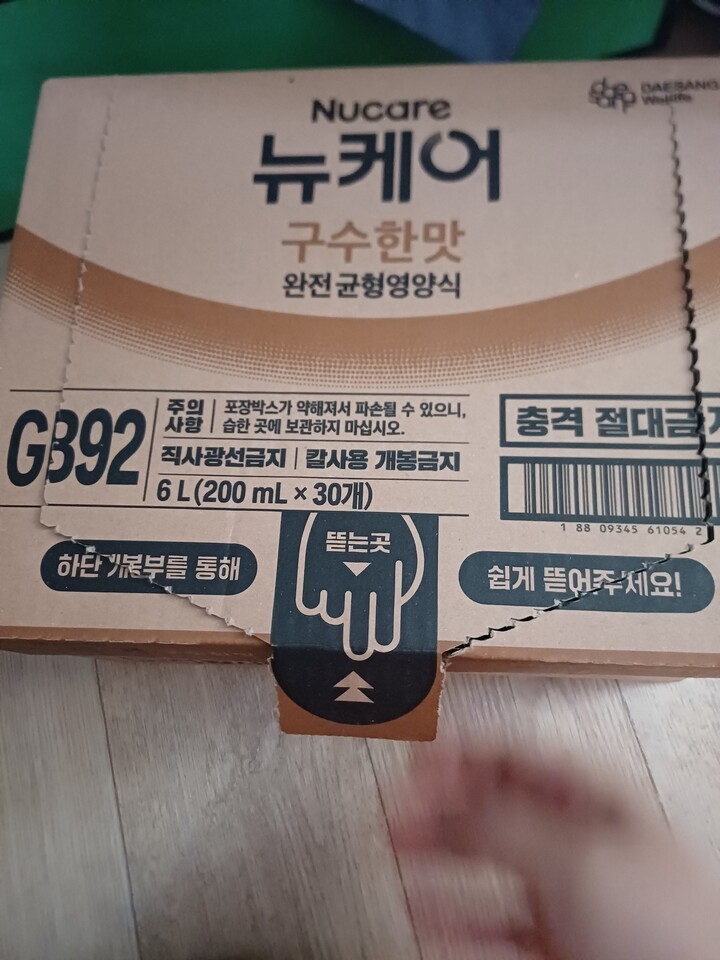 Nucare
뉴케어
구수한맛
완전균형영양식
DAESANG
Wellife
GB92
주의
사항
포장박스가 약해져서 파손될 수 있으니,
습한 곳에 보관하지 마십시오.
직사광선금지 | 칼사용 개봉금지
6 L (200 mL × 30개)
충격 절대금지
1 88 09345 61054 2
하단 개봉부를 통해
뜯는곳
쉽게 뜯어주세요!